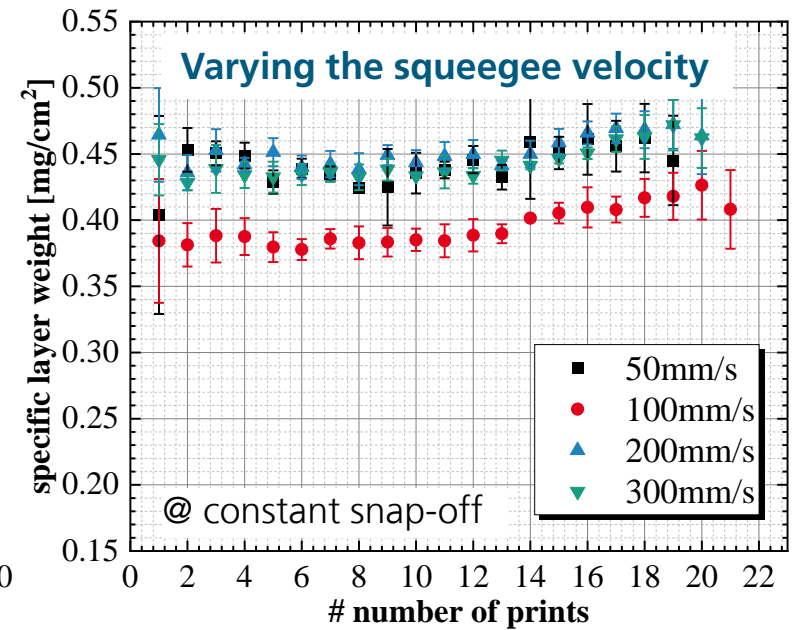 Varying the squeegee velocity
specific layer weight [mg/cm²]
0.55
0.50
0.45
0.40
0.35
0.30
0.25
0.20
0.15
50mm/s
100mm/s
200mm/s
300mm/s
@ constant snap-off
0
0 2 4 6 8 10 12 14 16 18 20 22
# number of prints